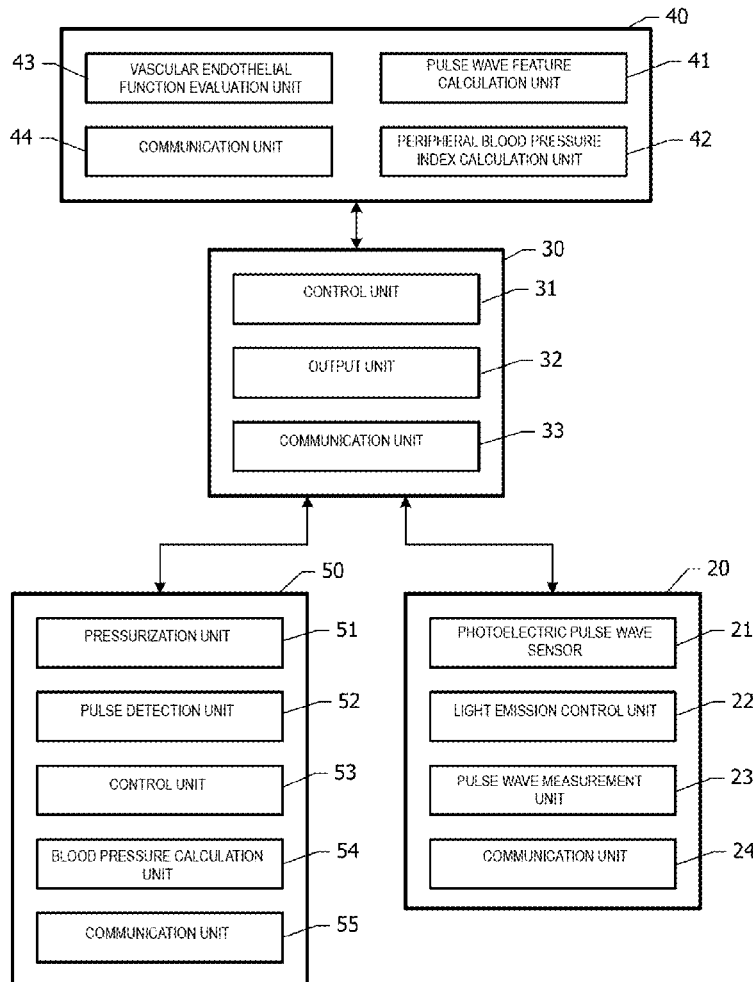 40
43
VASCULAR ENDOTHELIAL
FUNCTION EVALUATION UNIT
PULSE WAVE FEATURE
CALCULATION UNIT
41
44
COMMUNICATION UNIT
PERIPHERAL BLOOD PRESSURE
INDEX CALCULATION UNIT
42
30
CONTROL UNIT
31
OUTPUT UNIT
32
COMMUNICATION UNIT
33
50
PRESSURIZATION UNIT
51
PULSE DETECTION UNIT
52
CONTROL UNIT
53
BLOOD PRESSURE CALCULATION
UNIT
54
COMMUNICATION UNIT
55
20
PHOTOELECTRIC PULSE WAVE
SENSOR
21
LIGHT EMISSION CONTROL UNIT
22
PULSE WAVE MEASUREMENT
UNIT
23
COMMUNICATION UNIT
24